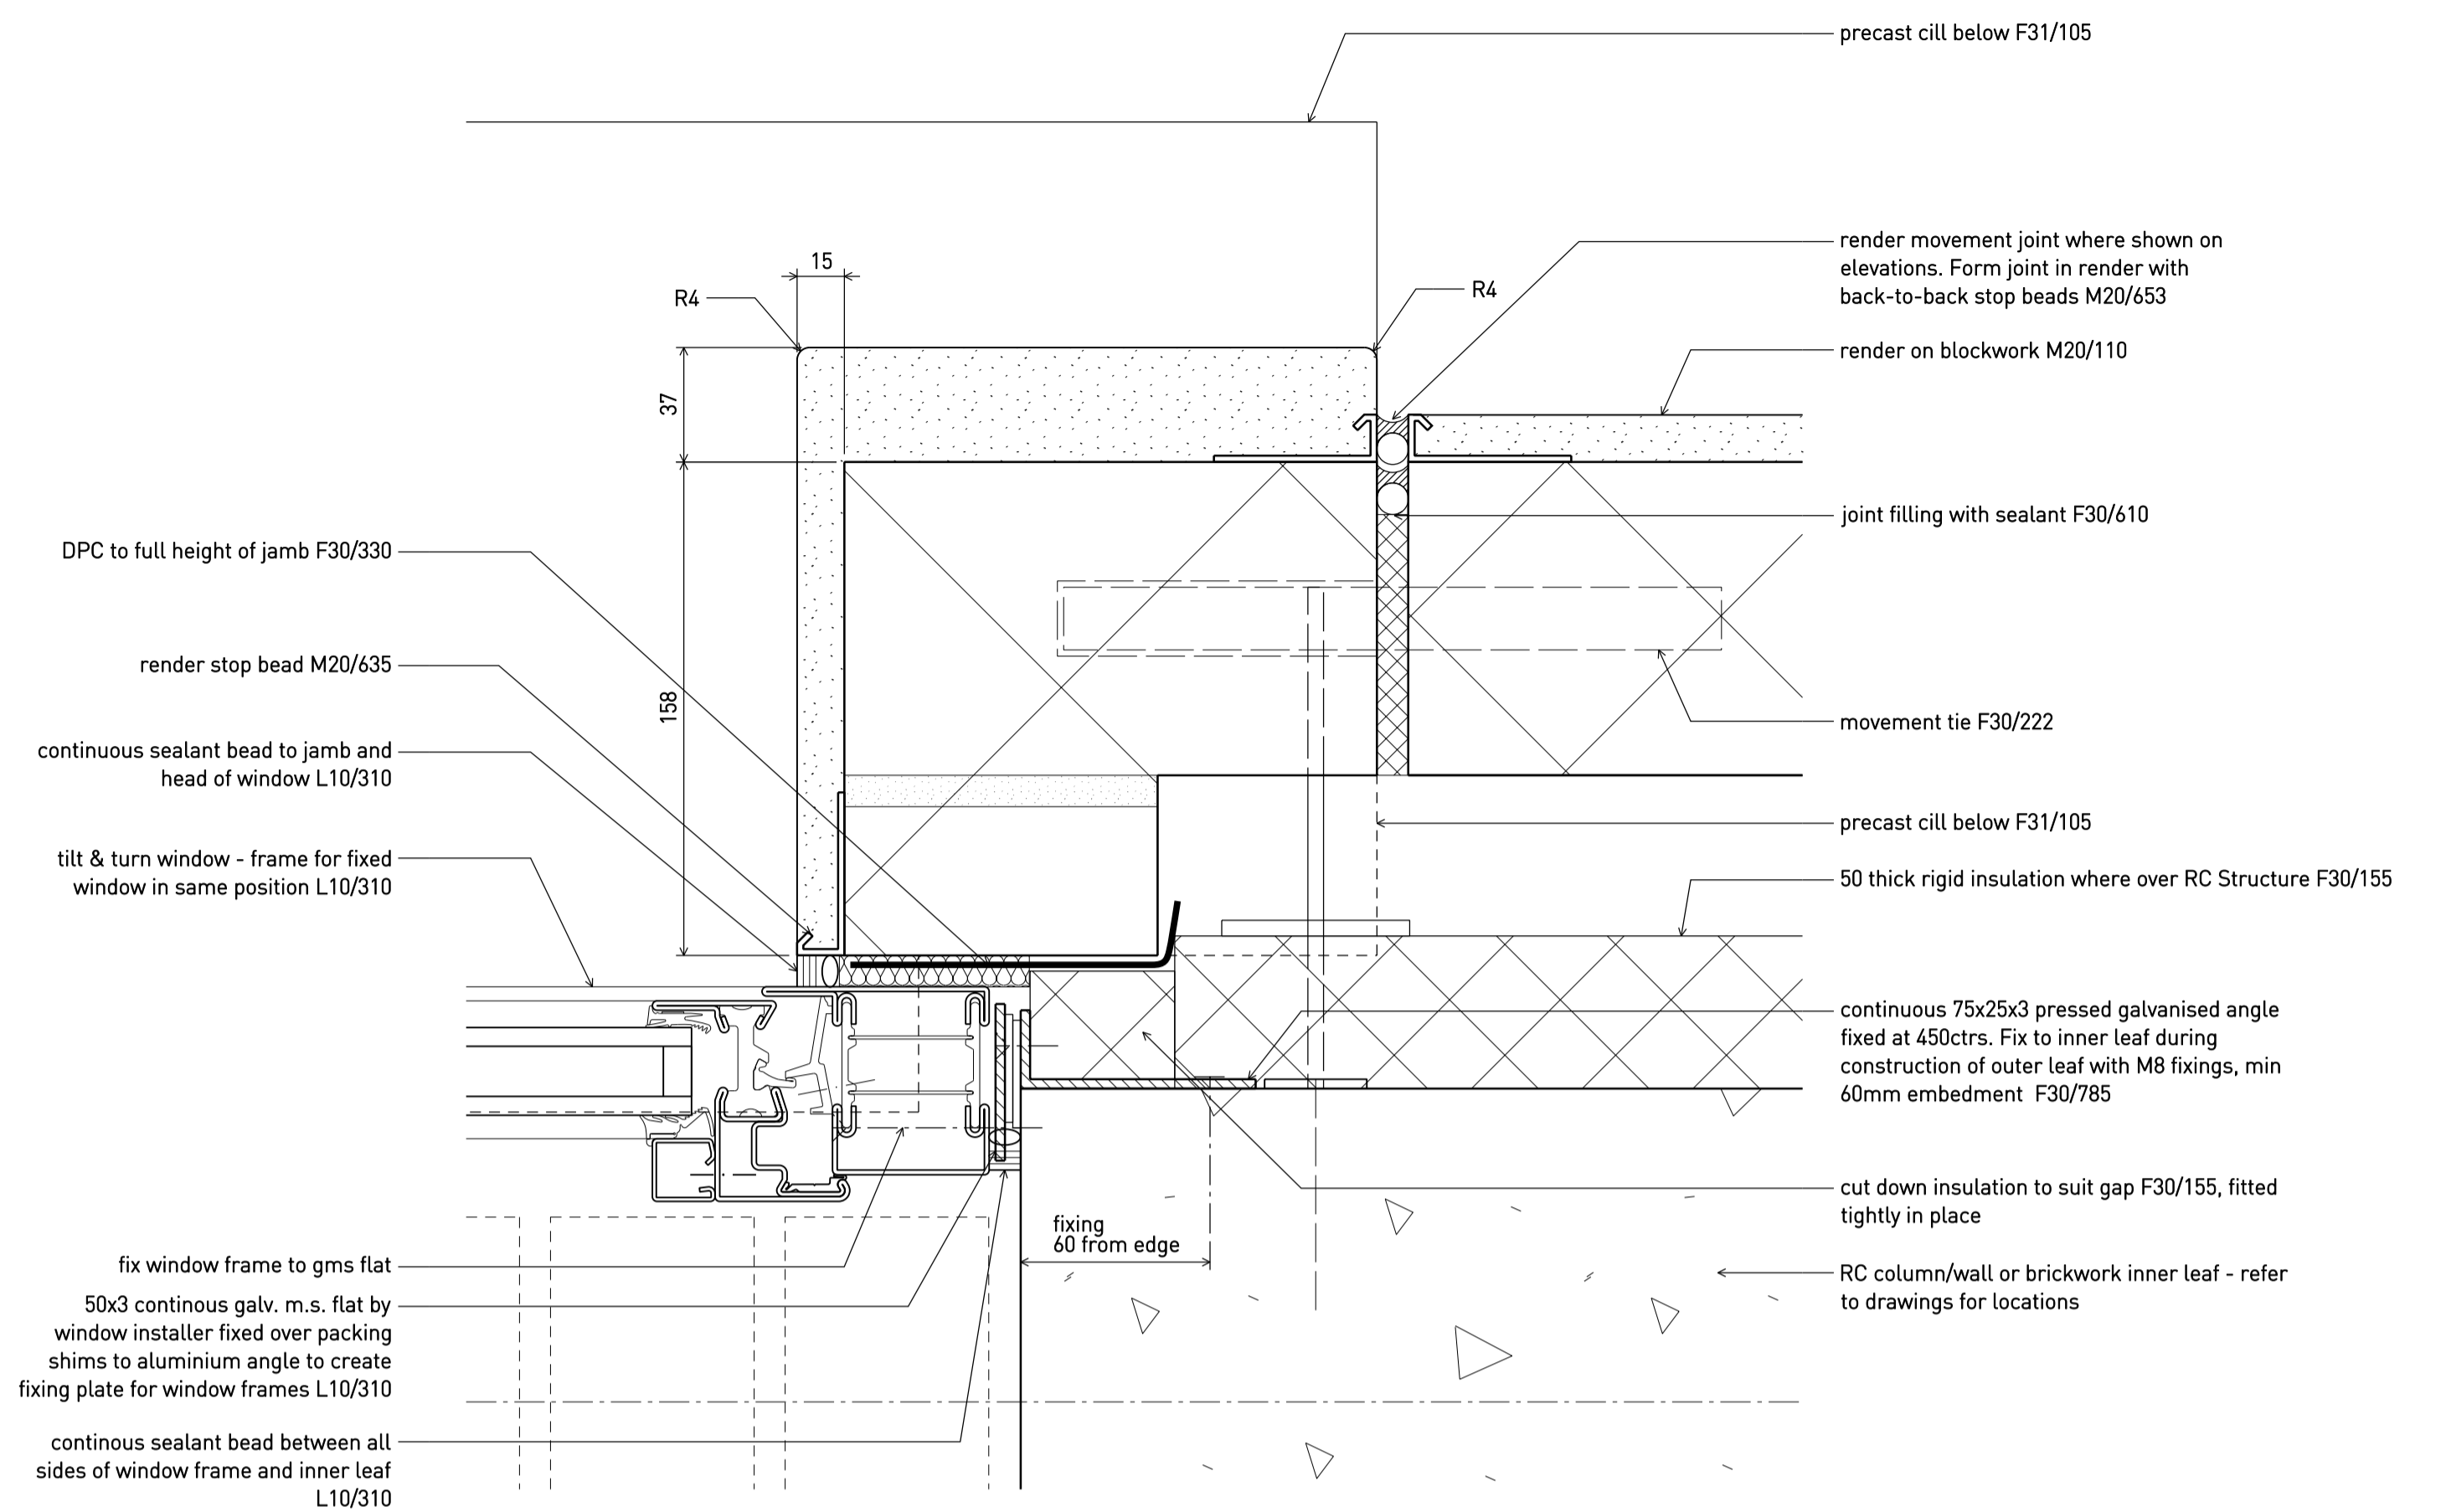 precast cill below F31/105
render movement joint where shown on
elevations. Form joint in render with
back-to-back stop beads M20/653
15
R4
R4
render on blockwork M20/110
37
joint filling with sealant F30/610
DPC to full height of jamb F30/330
render stop bead M20/635
158
movement tie F30/222
continuous sealant bead to jamb and
head of window L10/310
precast cill below F31/105
tilt & turn window - frame for fixed
window in same position L10/310
50 thick rigid insulation where over RC Structure F30/155
continuous 75x25x3 pressed galvanised angle
fixed at 450ctrs. Fix to inner leaf during
construction of outer leaf with M8 fixings, min
60mm embedment F30/785
cut down insulation to suit gap F30/155, fitted
tightly in place
fixing
60 from edge
fix window frame to gms flat
RC column/wall or brickwork inner leaf - refer
to drawings for locations
50x3 continous galv. m.s. flat by
window installer fixed over packing
shims to aluminium angle to create
fixing plate for window frames L10/310
continous sealant bead between all
sides of window frame and inner leaf
L10/310